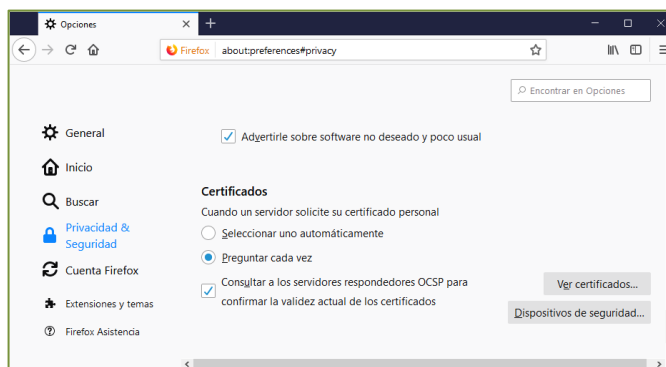 Opciones
Firefox about:preferences#privacy
Encontrar en Opciones
General
Advertirle sobre software no deseado y poco usual
Inicio
Buscar
Privacidad &
Seguridad
Cuenta Firefox
Extensiones y temas
Firefox Asistencia
Certificados
Cuando un servidor solicite su certificado personal
Seleccionar uno automáticamente
Preguntar cada vez
Consultar a los servidores respondedores OCSP para
confirmar la validez actual de los certificados
Ver certificados...
Dispositivos de seguridad...